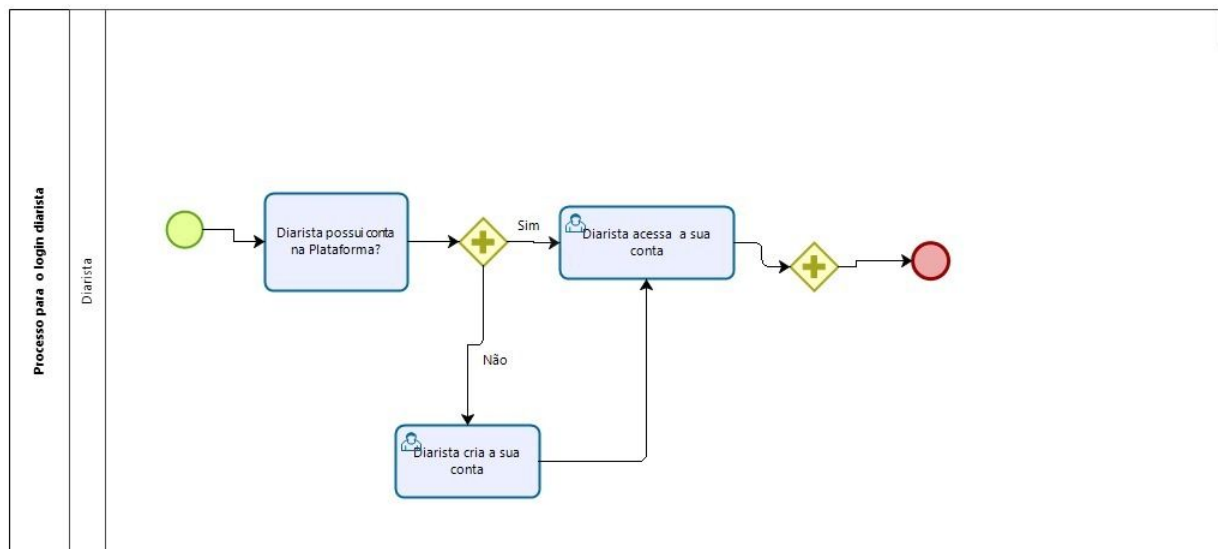 Processo para o login diarista
Diarista
Diarista possui conta
na Plataforma?
Sim
Diarista acessa a sua
conta
Não
Diarista cria a sua
conta